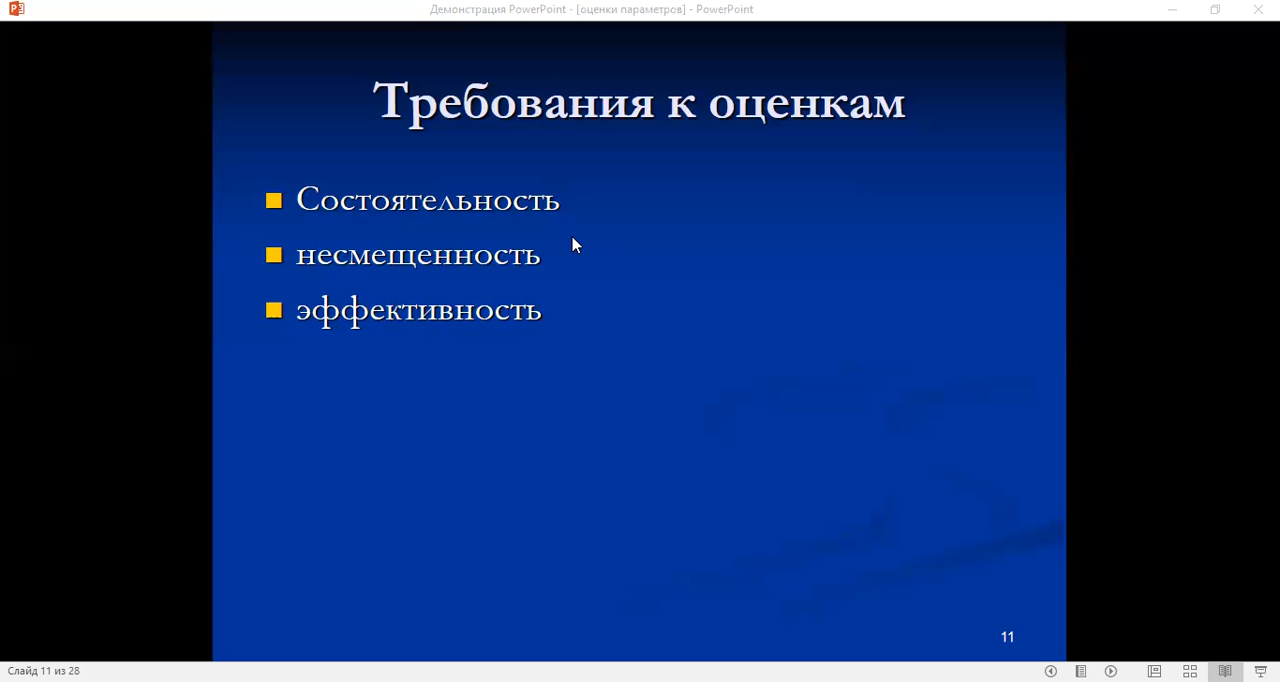 Демонстрация PowerPoint - [оценки параметров] - PowerPoint
Требования к оценкам
Состоятельность
несмещенность
эффективность
11
Слайд 11 из 28